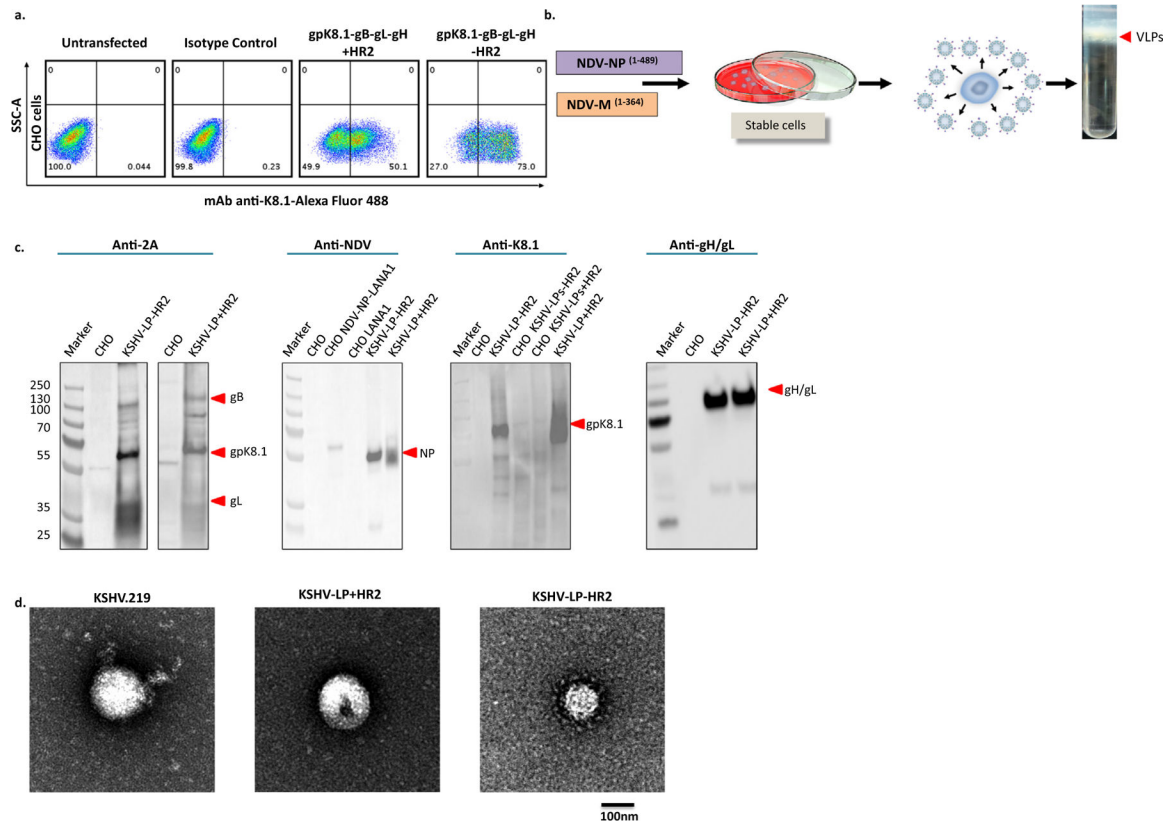 a.
Untransfected
Isotype Control
gpK8.1-gB-gL-gH
+HR2
gpK8.1-gB-gL-gH
-HR2
SSC-A
CHO cells
0 0
0 0
0 0
0 0
100.0 0.044
99.8 0.23
49.9 50.1
27.0 73.0
mAb anti-K8.1-Alexa Fluor 488
b.
NDV-NP (1-489)
NDV-M (1-364)
Stable cells
VLPs
c.
Anti-2A
Marker
CHO
KSHV-LP-HR2
CHO
KSHV-LP+HR2
250
130
100
70
55
35
25
gB
gpK8.1
gL
Anti-NDV
Marker
CHO
CHO NDV-NP-LANA1
CHO LANA1
KSHV-LP-HR2
KSHV-LP+HR2
NP
Anti-K8.1
Marker
CHO
KSHV-LP-HR2
CHO KSHV-LPs-HR2
CHO KSHV-LPs+HR2
KSHV-LP+HR2
gpK8.1
Anti-gH/gL
Marker
CHO
KSHV-LP-HR2
KSHV-LP+HR2
gH/gL
d.
KSHV.219
KSHV-LP+HR2
KSHV-LP-HR2
100nm